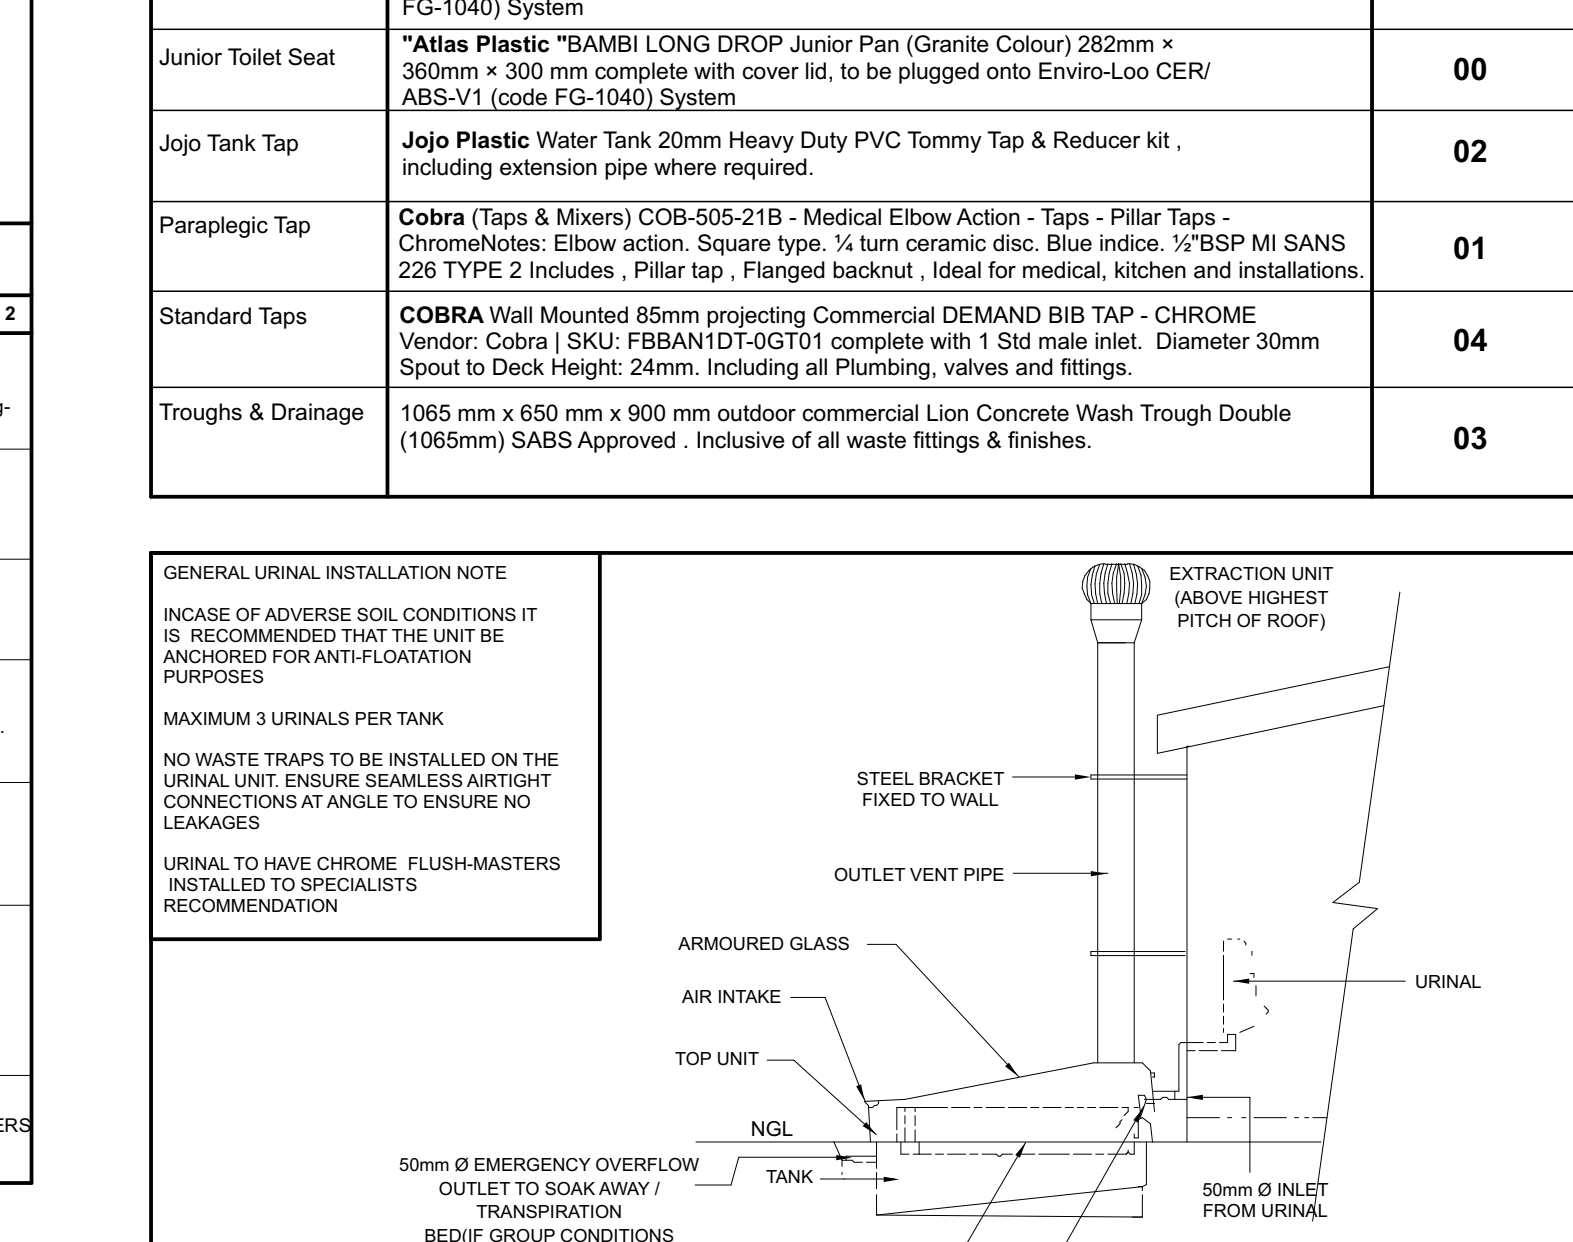 FG-1040) System
Junior Toilet Seat
"Atlas Plastic "BAMBI LONG DROP Junior Pan (Granite Colour) 282mm ×
360mm × 300 mm complete with cover lid, to be plugged onto Enviro-Loo CER/
ABS-V1 (code FG-1040) System
00
Jojo Tank Tap
Jojo Plastic Water Tank 20mm Heavy Duty PVC Tommy Tap & Reducer kit ,
including extension pipe where required.
02
Paraplegic Tap
Cobra (Taps & Mixers) COB-505-21B - Medical Elbow Action - Taps - Pillar Taps -
ChromeNotes: Elbow action. Square type. ¼ turn ceramic disc. Blue indice. ½"BSP MI SANS
226 TYPE 2 Includes , Pillar tap , Flanged backnut , Ideal for medical, kitchen and installations.
01
Standard Taps
COBRA Wall Mounted 85mm projecting Commercial DEMAND BIB TAP - CHROME
Vendor: Cobra | SKU: FBBAN1DT-0GT01 complete with 1 Std male inlet.  Diameter 30mm
Spout to Deck Height: 24mm. Including all Plumbing, valves and fittings.
04
Troughs & Drainage
1065 mm x 650 mm x 900 mm outdoor commercial Lion Concrete Wash Trough Double
(1065mm) SABS Approved . Inclusive of all waste fittings & finishes.
03
2
g-
.
ERS
GENERAL URINAL INSTALLATION NOTE
INCASE OF ADVERSE SOIL CONDITIONS IT
IS  RECOMMENDED THAT THE UNIT BE
ANCHORED FOR ANTI-FLOATATION
PURPOSES
MAXIMUM 3 URINALS PER TANK
NO WASTE TRAPS TO BE INSTALLED ON THE
URINAL UNIT. ENSURE SEAMLESS AIRTIGHT
CONNECTIONS AT ANGLE TO ENSURE NO
LEAKAGES
URINAL TO HAVE CHROME  FLUSH-MASTERS
INSTALLED TO SPECIALISTS
RECOMMENDATION
EXTRACTION UNIT
(ABOVE HIGHEST
PITCH OF ROOF)
STEEL BRACKET
FIXED TO WALL
OUTLET VENT PIPE
ARMOURED GLASS
AIR INTAKE
URINAL
TOP UNIT
NGL
50mm Ø EMERGENCY OVERFLOW
OUTLET TO SOAK AWAY /
TRANSPIRATION
BED(IF GROUP CONDITIONS
TANK
50mm Ø INLET
FROM URINAL